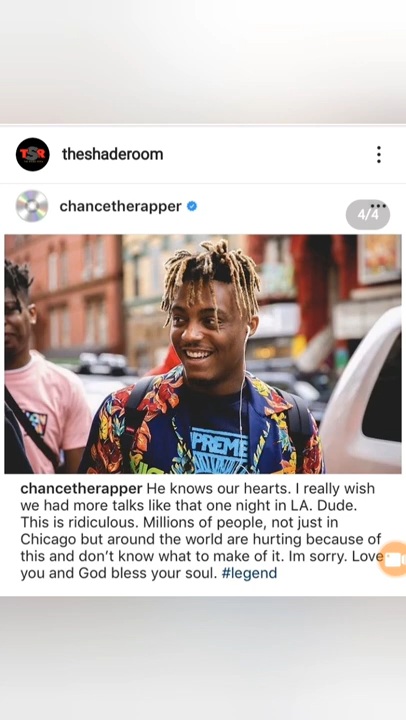 TSR
theshaderoom
chancetherapper
4/4
PREME
chancetherapper He knows our hearts. I really wish
we had more talks like that one night in LA. Dude.
This is ridiculous. Millions of people, not just in
Chicago but around the world are hurting because of
this and don't know what to make of it. Im sorry. Love
you and God bless your soul. #legend